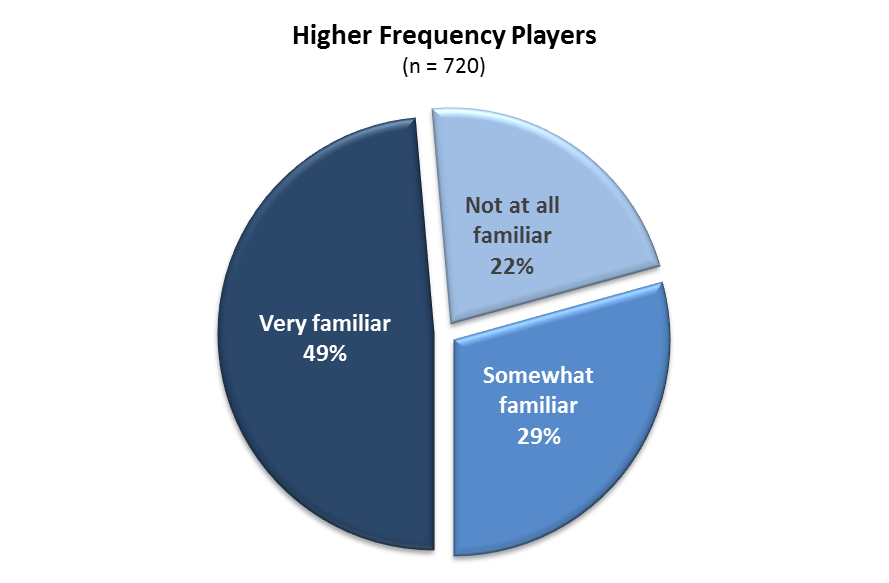 Higher Frequency Players
(n = 720)
Not at all
familiar
22%
Very familiar
49%
Somewhat
familiar
29%